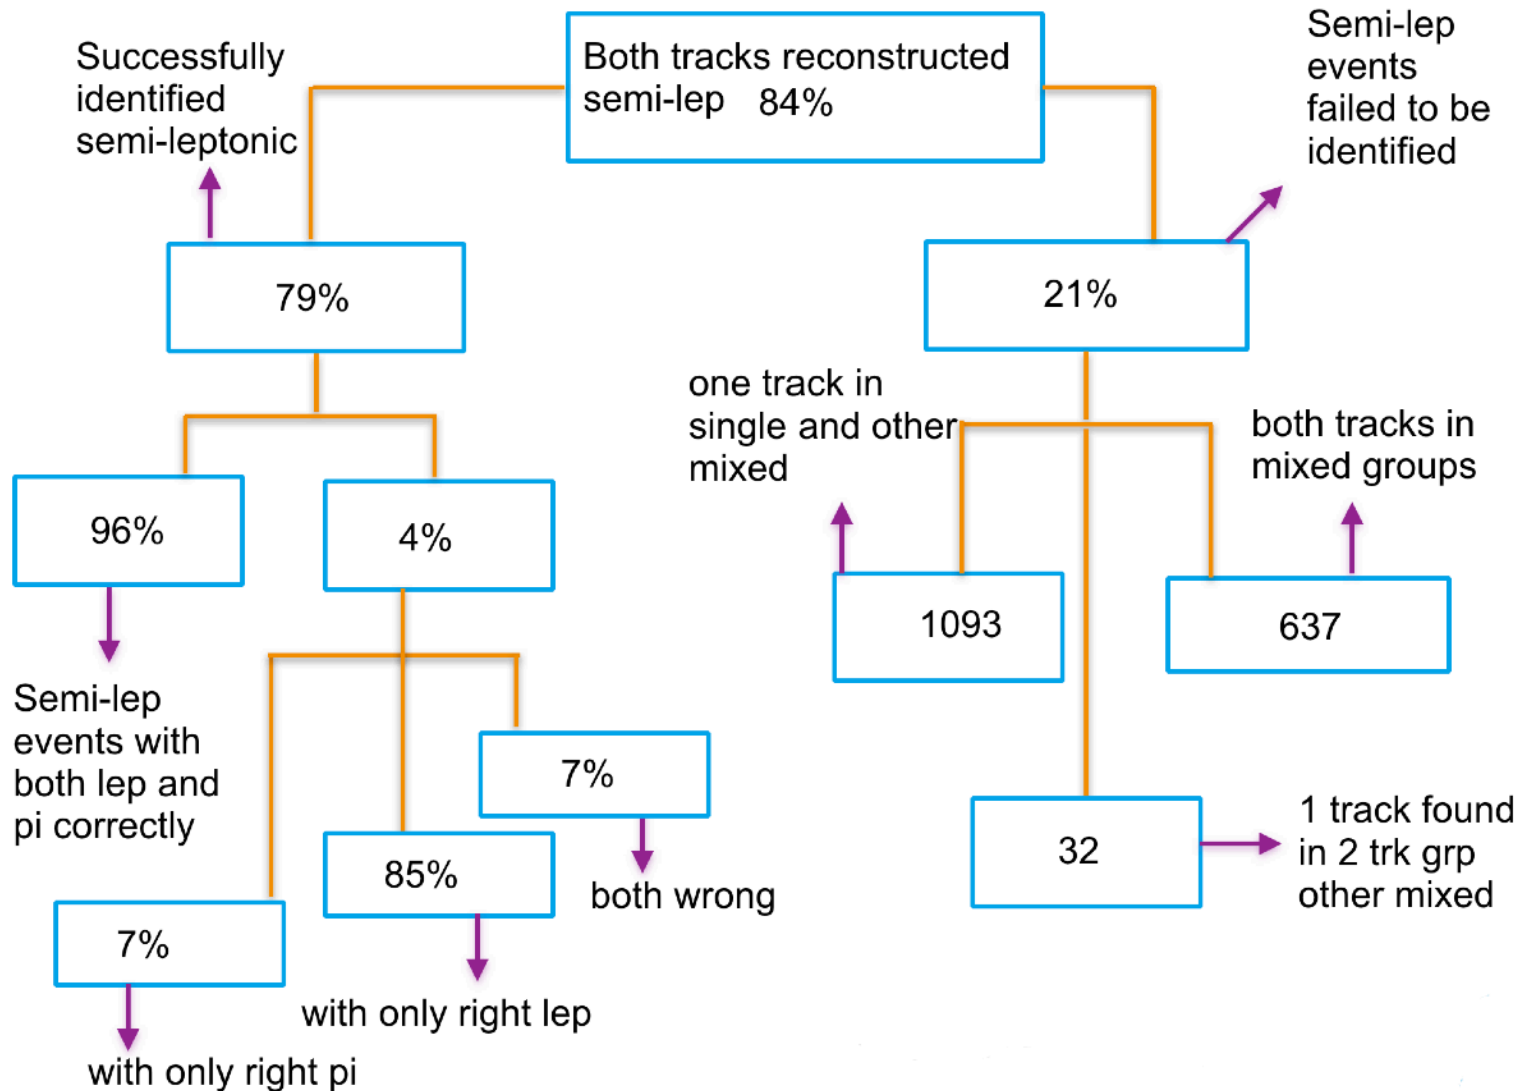 Successfully
identified
semi-leptonic
Both tracks reconstructed
semi-lep 84%
Semi-lep
events
failed to be
identified
79%
21%
one track in
single and other
mixed
both tracks in
mixed groups
96%
4%
1093
637
Semi-lep
events with
both lep and
pi correctly
7%
both wrong
85%
with only right lep
7%
with only right pi
32
1 track found
in 2 trk grp
other mixed